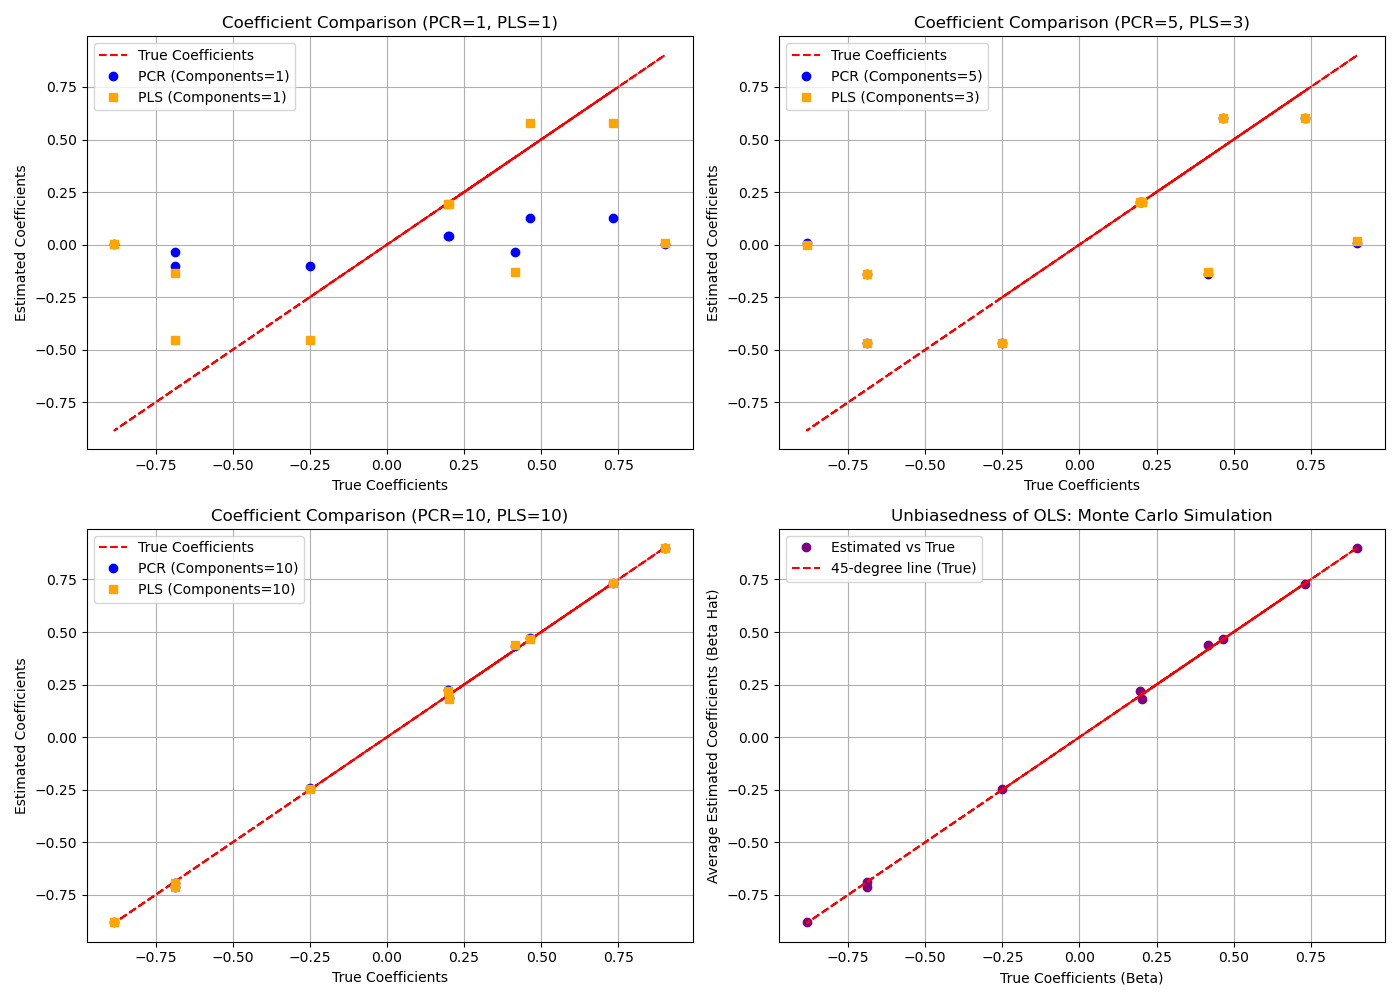 Coefficient Comparison (PCR=1, PLS=1)
True Coefficients
PCR (Components=1)
PLS (Components=1)
0.75
0.50
0.25
0.00
−0.25
−0.50
−0.75
Estimated Coefficients
−0.75 −0.50 −0.25 0.00 0.25 0.50 0.75
True Coefficients
Coefficient Comparison (PCR=5, PLS=3)
True Coefficients
PCR (Components=5)
PLS (Components=3)
0.75
0.50
0.25
0.00
−0.25
−0.50
−0.75
Estimated Coefficients
−0.75 −0.50 −0.25 0.00 0.25 0.50 0.75
True Coefficients
Coefficient Comparison (PCR=10, PLS=10)
True Coefficients
PCR (Components=10)
PLS (Components=10)
0.75
0.50
0.25
0.00
−0.25
−0.50
−0.75
Estimated Coefficients
−0.75 −0.50 −0.25 0.00 0.25 0.50 0.75
True Coefficients
Unbiasedness of OLS: Monte Carlo Simulation
Estimated vs True
45-degree line (True)
0.75
0.50
0.25
0.00
−0.25
−0.50
−0.75
Average Estimated Coefficients (Beta Hat)
−0.75 −0.50 −0.25 0.00 0.25 0.50 0.75
True Coefficients (Beta)